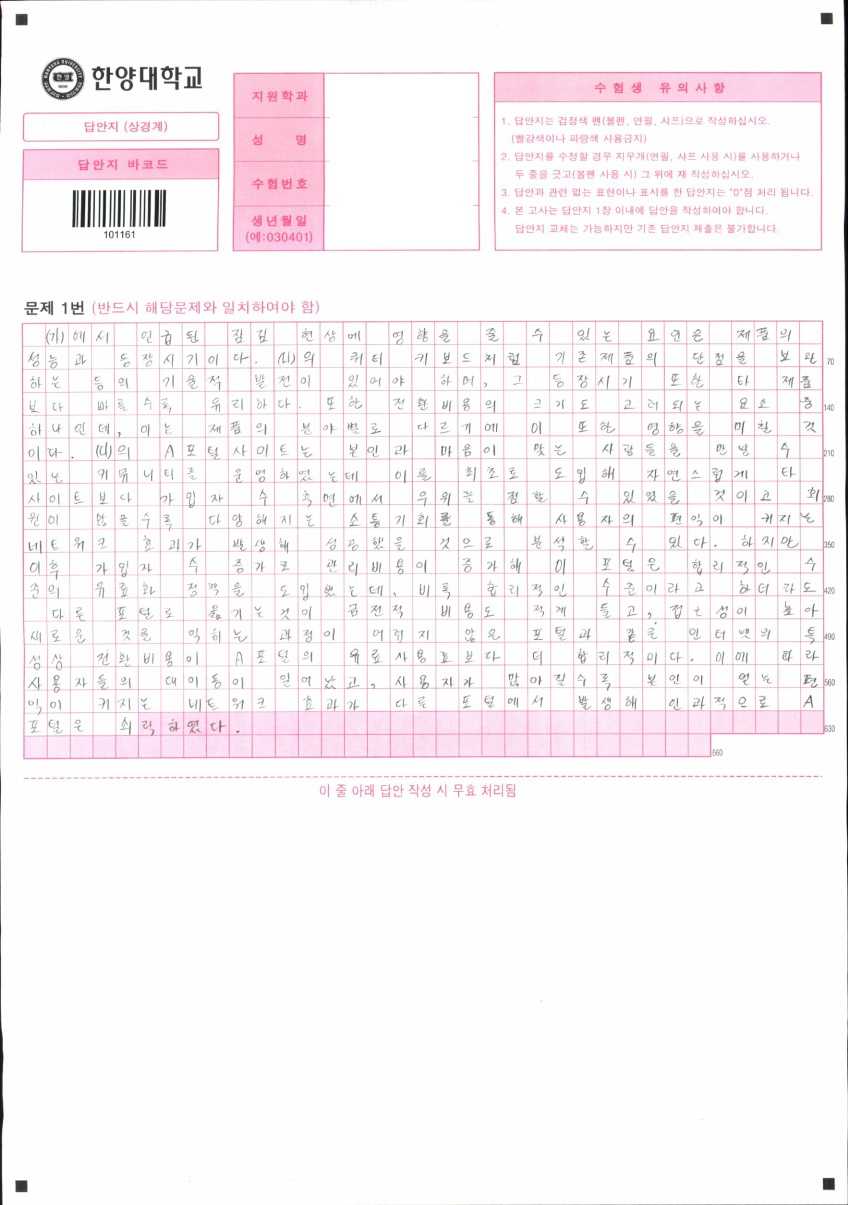 한양대학교
답안지 (상경계)
답안지 바코드
101161
지원학과
성 명
수험번호
생년월일
(예:030401)
수 험 생 유 의 사 항
1. 답안지는 검정색 펜(볼펜, 연필, 샤프)으로 작성하십시오.
(빨강색이나 파랑색 사용금지)
2. 답안지를 수정할 경우 지우개(연필, 샤프 사용 시)를 사용하거나
두 줄을 긋고(볼펜 사용 시) 그 위에 재 작성하십시오.
3. 답안과 관련 없는 표현이나 표시를 한 답안지는 "0"점 처리 됩니다.
4. 본 고사는 답안지 1장 이내에 답안을 작성하여야 합니다.
답안지 교체는 가능하지만 기존 답안지 제출은 불가합니다.
문제 1번 (반드시 해당문제와 일치하여야 함)
(가)에서 언급된 잠김 현상에 영향을 줄 수 있는 요인은 제품의
성능과 등장시기이다. (나)의 쿼티 키보드처럼 기존제품의 단점을 보완 70
하는 등의 기술적 발전이 있어야 하며, 그 등장시기 또한 타 제품
보다 빠를수록 유리하다. 또한 전환비용의 크기도 고려되는 요소 중 140
하나인데, 이는 제품의 분야별로 다르기에 이 또한 영향을 미칠 것
이다. (다)의 A포털사이트는 본인과 마음이 맞는 사람들을 만날 수 210
있는 커뮤니티를 운영하였는데 이를 최초로 도입해 자연스럽게 타
사이트보다 가입자 수 측면에서 우위를 점할 수 있었을 것이고 회 280
원이 많을수록 다양해지는 소통기회를 통해 사용자의 편익이 커지는
네트워크 효과가 발생해 성공했을 것으로 분석할 수 있다. 하지만 350
이후 가입자 수 증가로 관리비용이 증가해 이 포털은 합리적인 수
준의 유료화 정책을 도입했는데, 비록 합리적인 수준이라고 하더라도 420
다른 포털로 옮기는것이 금전적 비용도 적게 들고, 접근성이 높아
새로운 것을 익히는 과정이 어렵지 않은 포털과 같은 인터넷의 특 490
성상 전환비용이 A포털의 유료사용료보다 더 합리적이다. 이에 따라
사용자들의 대이동이 일어났고, 사용자가 많아질수록 본인이 얻는 편 560
익이 커지는 네트워크 효과가 다른 포털에서 발생해 인과적으로 A
포털은 쇠락하였다. 630
660
이 줄 아래 답안 작성 시 무효 처리됨